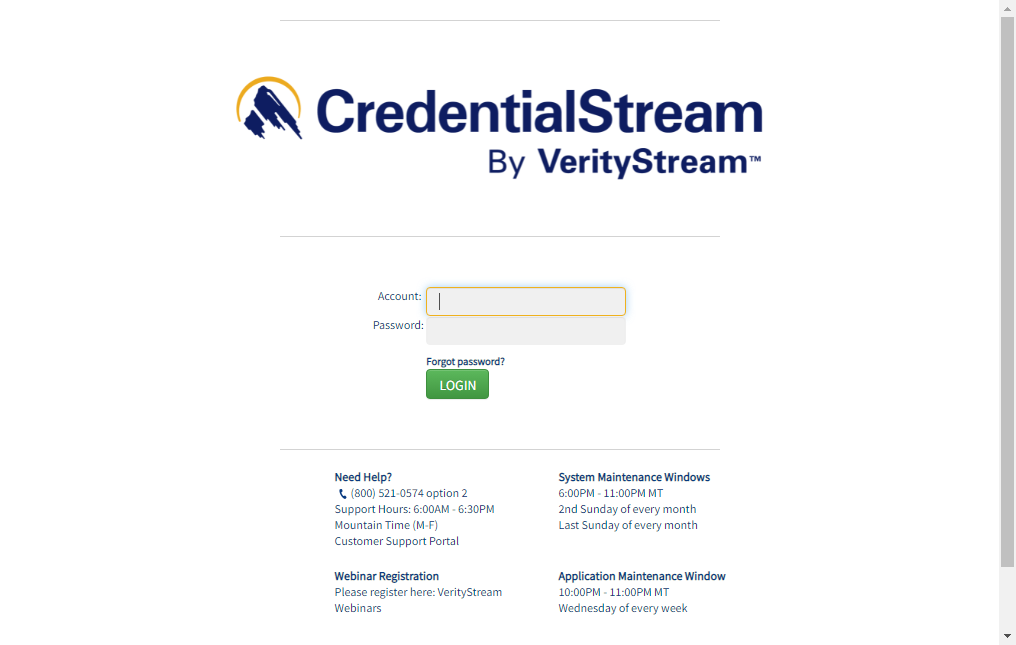 CredentialStream
By VerityStream™
Account:
Password:
Forgot password?
LOGIN
Need Help?
(800) 521-0574 option 2
Support Hours: 6:00AM - 6:30PM
Mountain Time (M-F)
Customer Support Portal
System Maintenance Windows
6:00PM - 11:00PM MT
2nd Sunday of every month
Last Sunday of every month
Webinar Registration
Please register here: VerityStream
Webinars
Application Maintenance Window
10:00PM - 11:00PM MT
Wednesday of every week